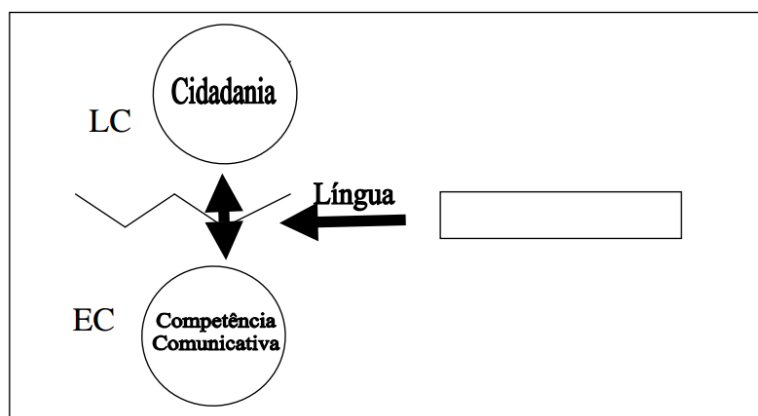 Cidadania
LC
Língua
EC
Competência
Comunicativa